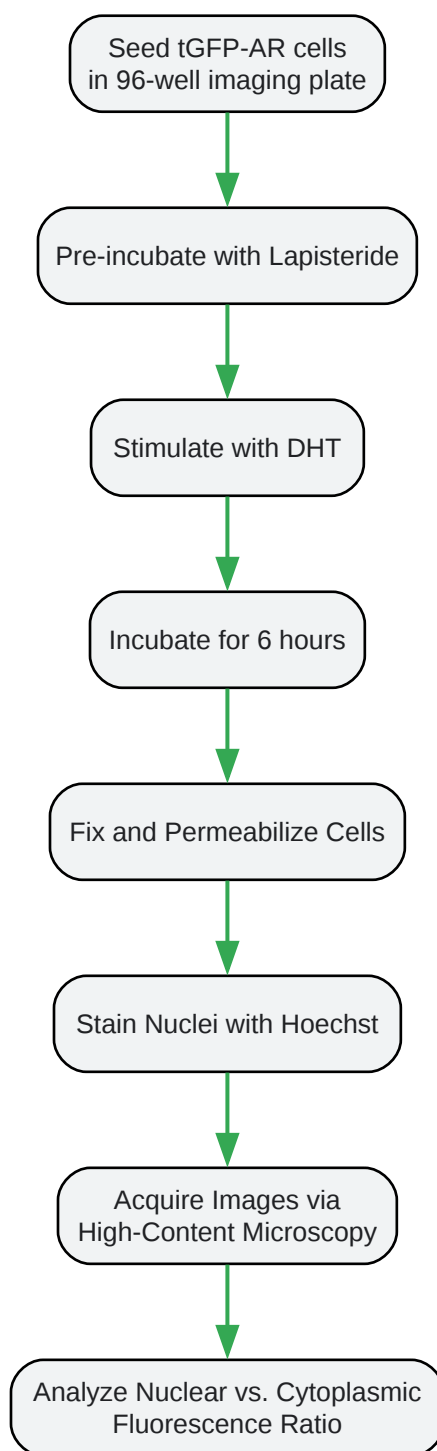 Seed tGFP-AR cells
in 96-well imaging plate
Pre-incubate with Lapisteride
Stimulate with DHT
Incubate for 6 hours
Fix and Permeabilize Cells
Stain Nuclei with Hoechst
Acquire Images via
High-Content Microscopy
Analyze Nuclear vs. Cytoplasmic
Fluorescence Ratio